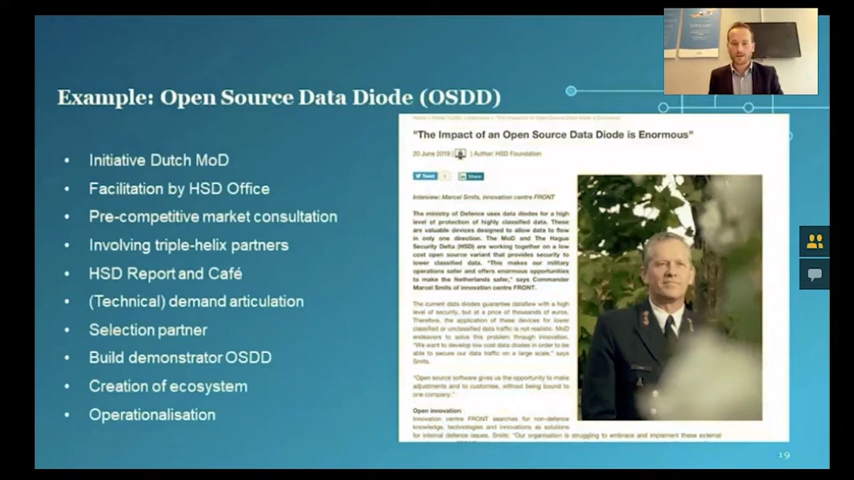 Example: Open Source Data Diode (OSDD)
• Initiative Dutch MoD
• Facilitation by HSD Office
• Pre-competitive market consultation
• Involving triple-helix partners
• HSD Report and Café
• (Technical) demand articulation
• Selection partner
• Build demonstrator OSDD
• Creation of ecosystem
• Operationalisation
"The Impact of an Open Source Data Diode is Enormous"
20 June 2019 | Author: HSD Foundation
Tweet
Share
Interview: Marcel Smits, innovation centre FRONT
The ministry of Defence uses data diodes for a high
level of protection of highly classified data. These
are valuable devices designed to allow data to flow
in only one direction. The MoD and The Hague
Security Delta (HSD) are working together on a low
cost open source variant that provides security to
lower classified data. "This makes our military
operations safer and offers enormous opportunities
to make the Netherlands safer," says Commander
Marcel Smits of innovation centre FRONT.
The current data diodes guarantee dataflow with a high
level of security, but at a price of thousands of euros.
Therefore, the application of these devices for lower
classified or unclassified data traffic is not realistic. MoD
endeavors to solve this problem through innovation.
"We want to develop low cost data diodes in order to be
able to secure our data traffic on a large scale," says
Smits.
"Open source software gives us the opportunity to make
adjustments and to customise, without being bound to
one company."
Open innovation
Innovation centre FRONT searches for non-defence
knowledge, technologies and innovations as solutions
for internal defence issues. Smits: "Our organisation is struggling to embrace and implement these external
19